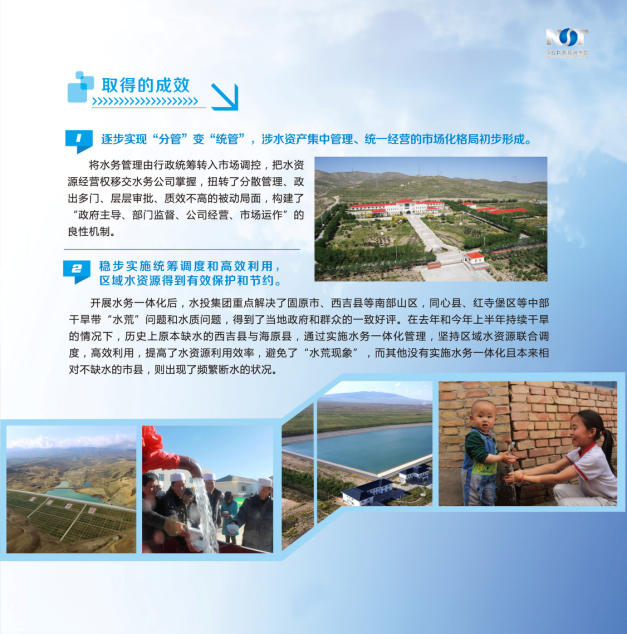 取得的成效
1
逐步实现“分管”变“统管”，涉水资产集中管理、统一经营的市场化格局初步形成。
将水务管理由行政统筹转入市场调控，把水资
源经营权移交水务公司掌握，扭转了分散管理、政
出多门、层层审批、质效不高的被动局面，构建了
“政府主导、部门监督、公司经营、市场运作”的
良性机制。
2
稳步实施统筹调度和高效利用，
区域水资源得到有效保护和节约。
开展水务一体化后，水投集团重点解决了固原市、西吉县等南部山区，同心县、红寺堡区等中部
干旱带“水荒”问题和水质问题，得到了当地政府和群众的一致好评。在去年和今年上半年持续干旱
的情况下，历史上原本缺水的西吉县与海原县，通过实施水务一体化管理，坚持区域水资源联合调
度，高效利用，提高了水资源利用效率，避免了“水荒现象”，而其他没有实施水务一体化且本来相
对不缺水的市县，则出现了频繁断水的状况。